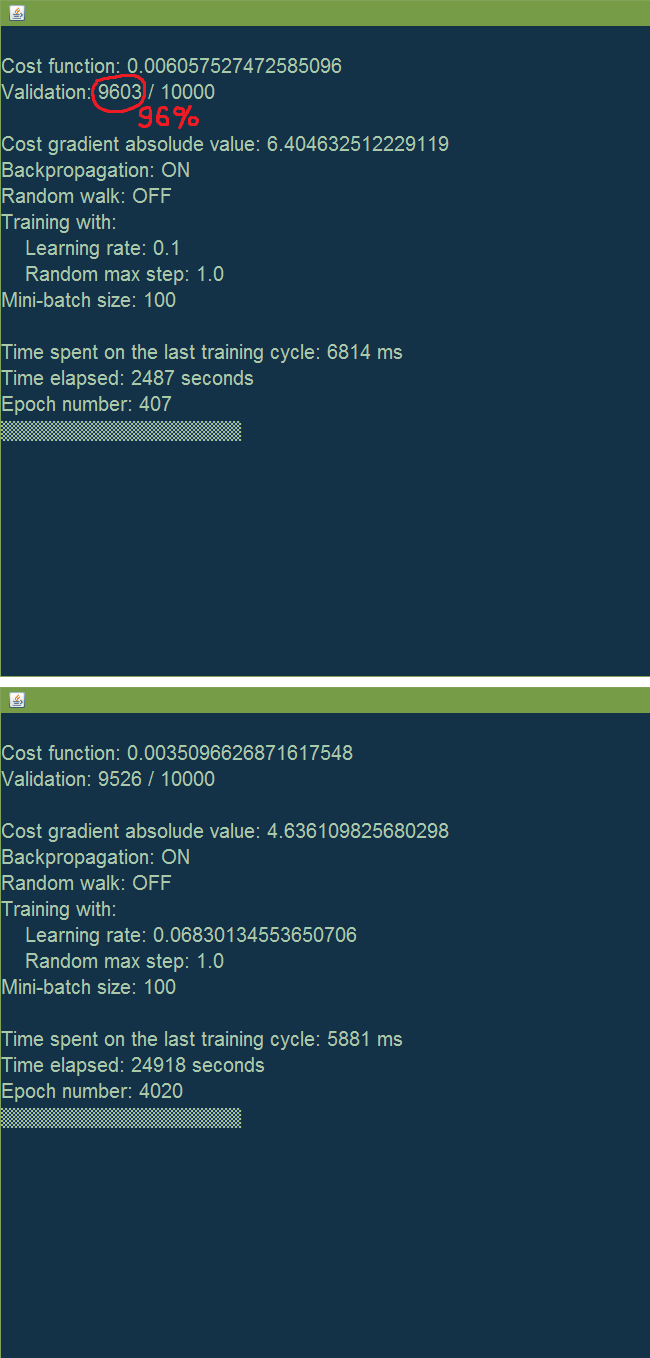 Cost function: 0.006057527472585096
Validation: 9603 / 10000
96%
Cost gradient absolude value: 6.404632512229119
Backpropagation: ON
Random walk: OFF
Training with:
Learning rate: 0.1
Random max step: 1.0
Mini-batch size: 100
Time spent on the last training cycle: 6814 ms
Time elapsed: 2487 seconds
Epoch number: 407
Cost function: 0.0035096626871617548
Validation: 9526 / 10000
Cost gradient absolude value: 4.636109825680298
Backpropagation: ON
Random walk: OFF
Training with:
Learning rate: 0.06830134553650706
Random max step: 1.0
Mini-batch size: 100
Time spent on the last training cycle: 5881 ms
Time elapsed: 24918 seconds
Epoch number: 4020